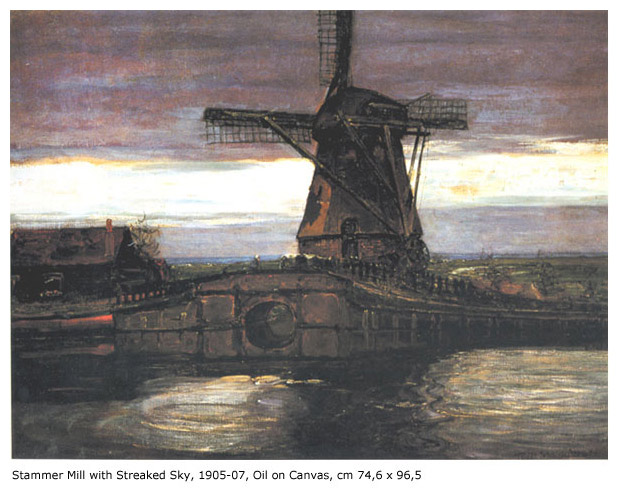 Stammer Mill with Streaked Sky, 1905-07, Oil on Canvas, cm 74,6 x 96,5